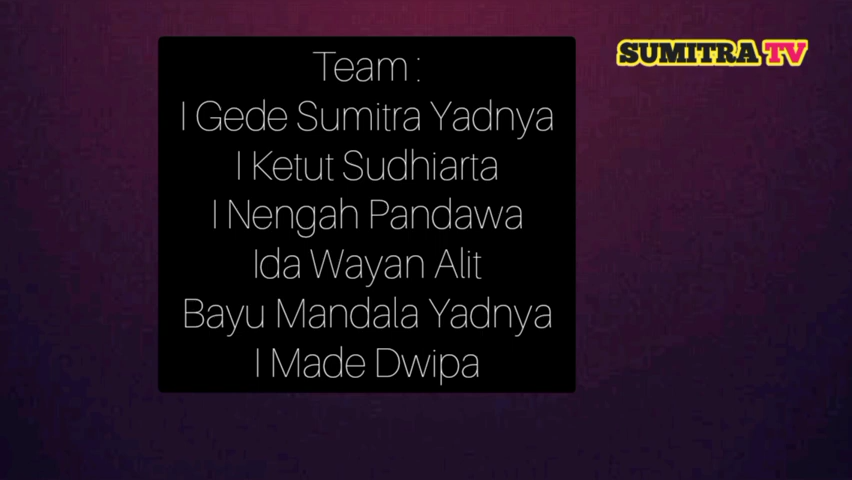 SUMITRA TV
Team :
I Gede Sumitra Yadnya
I Ketut Sudhiarta
I Nengah Pandawa
Ida Wayan Alit
Bayu Mandala Yadnya
I Made Dwipa